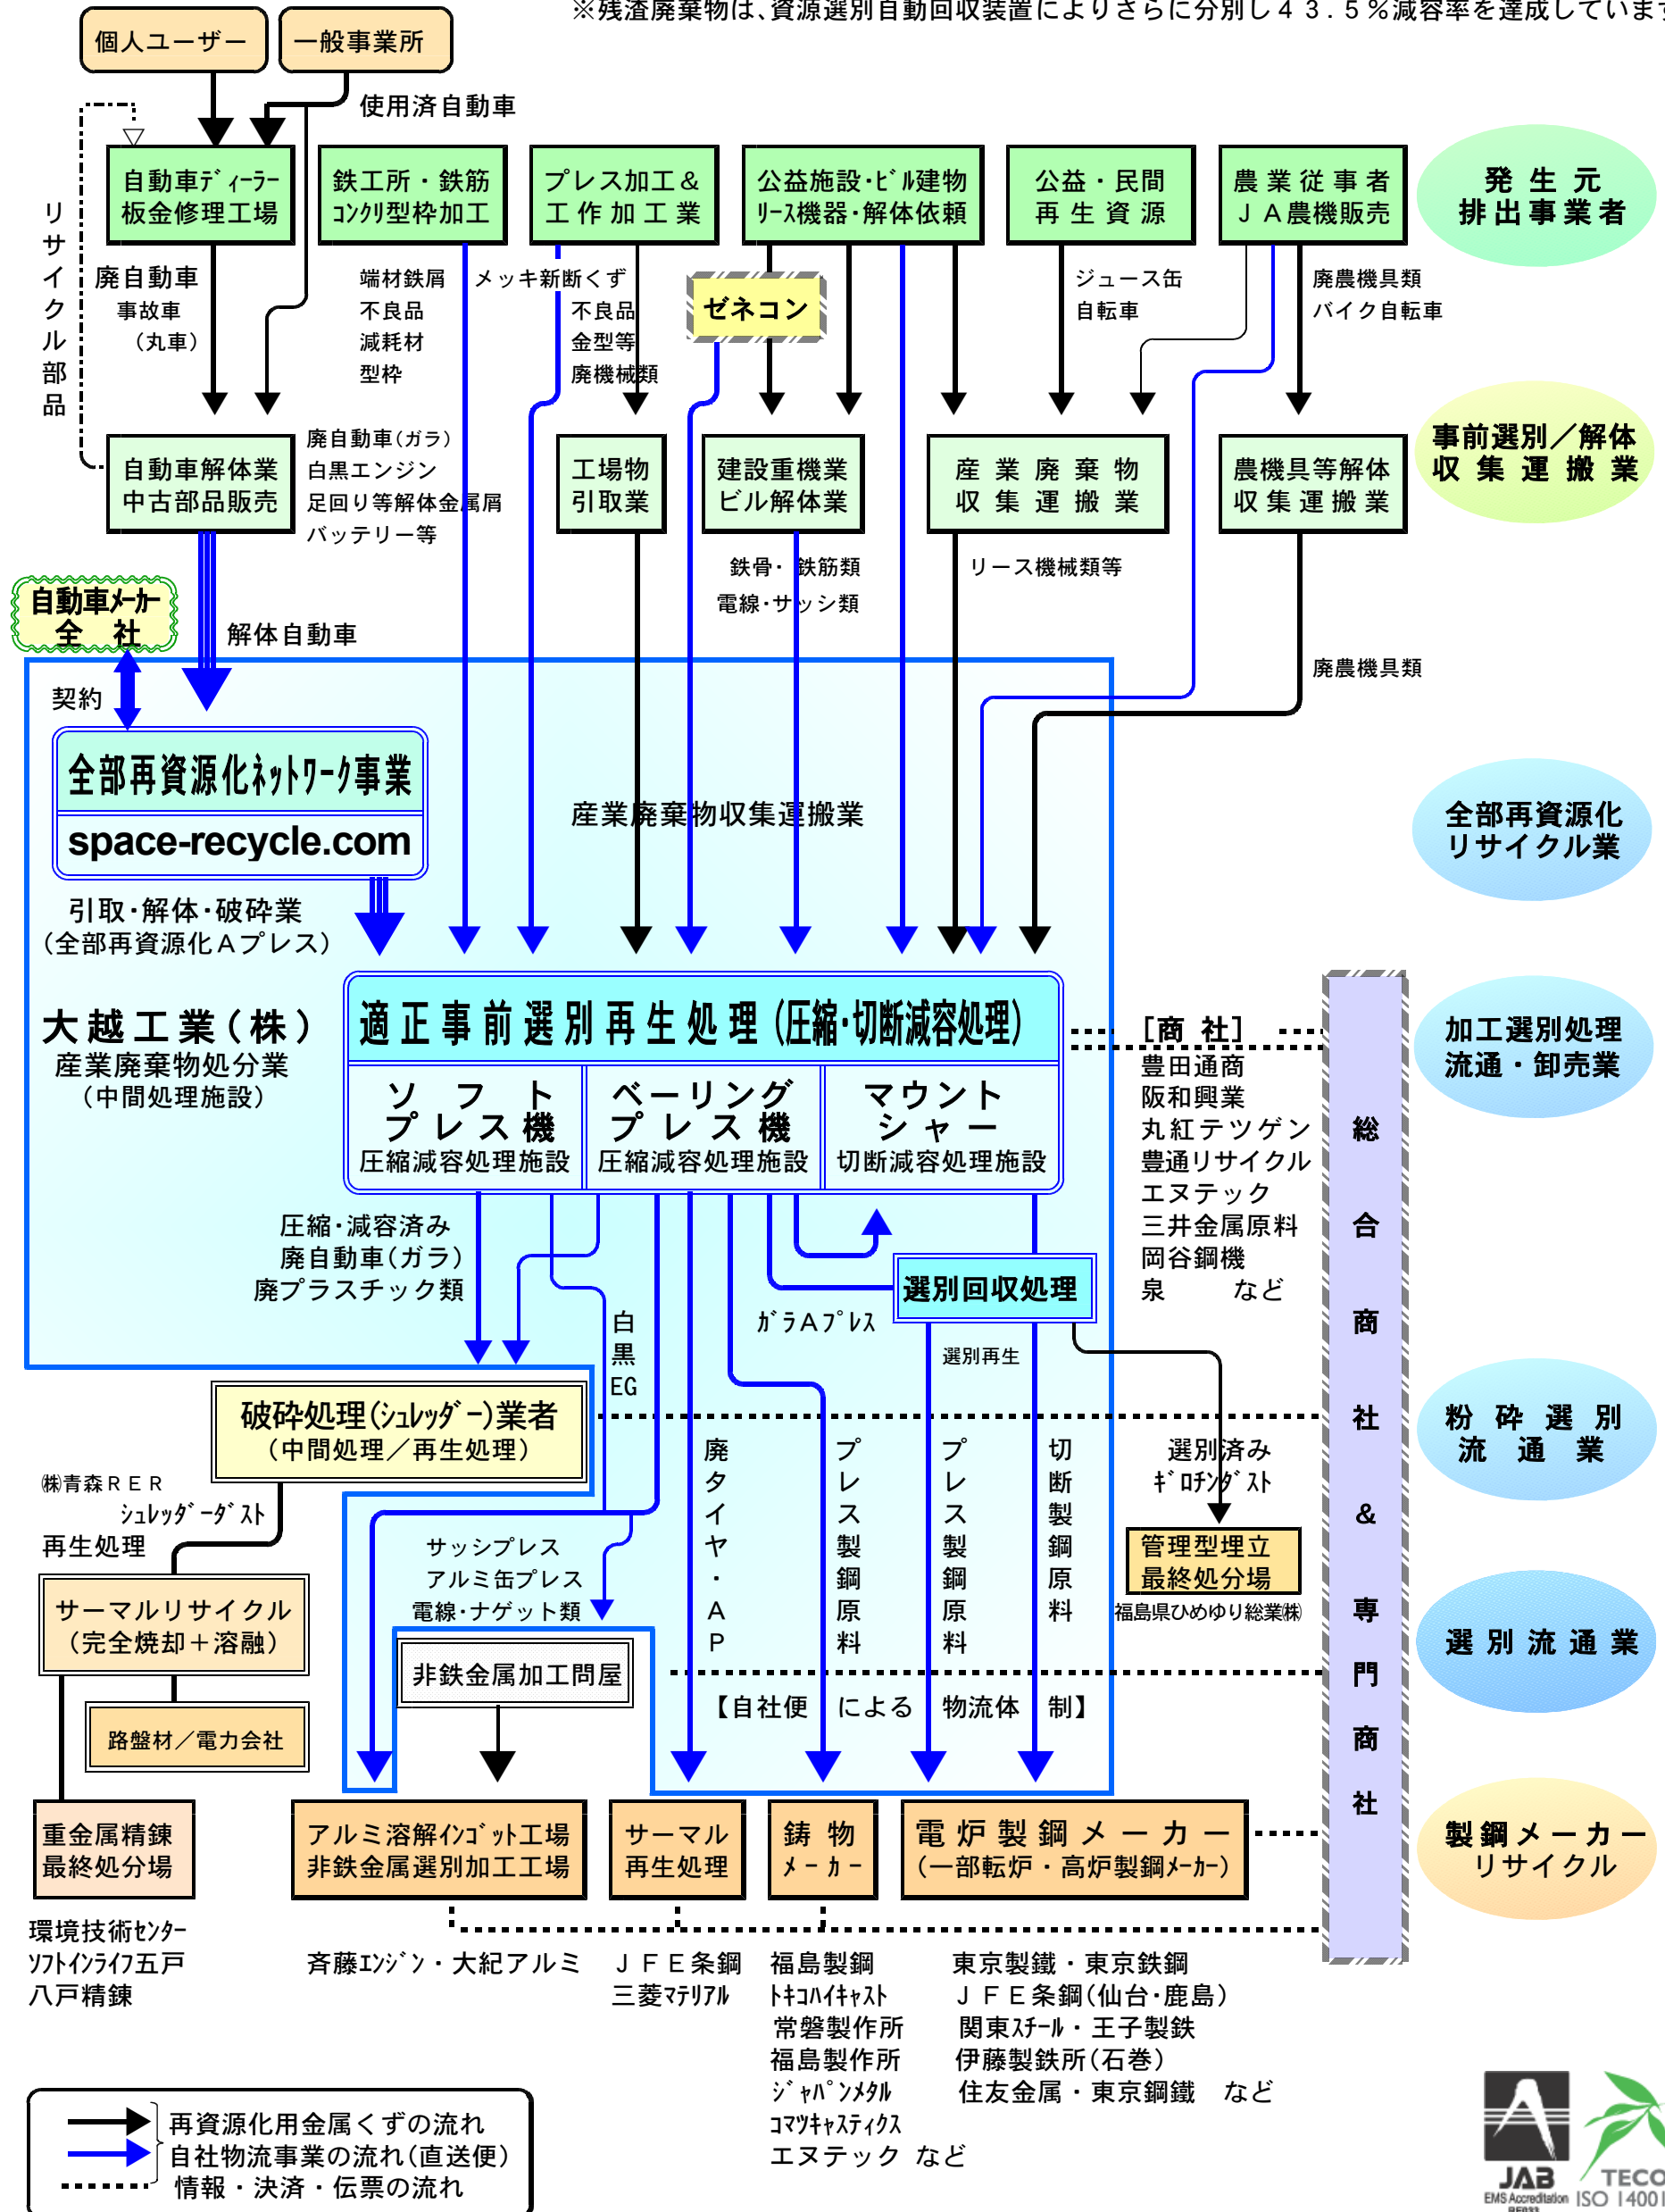 ※残渣廃棄物は、資源選別自動回収装置によりさらに分別し４３．５％減容率を達成しています
個人ユーザー
一般事業所
使用済自動車
自動車ﾃﾞｨｰﾗｰ
板金修理工場
鉄工所・鉄筋
ｺﾝｸﾘ型枠加工
プレス加工＆
工作加工業
公益施設・ﾋﾞﾙ建物
ﾘｰｽ機器・解体依頼
公益・民間
再生資源
農業従事者
ＪＡ農機販売
発生元
排出事業者
リサイクル部品
廃自動車
事故車
（丸車）
端材鉄屑
不良品
減耗材
型枠
メッキ新断くず
不良品
金型等
廃機械類
ゼネコン
ジュース缶
自転車
廃農機具類
バイク自転車
自動車解体業
中古部品販売
廃自動車（ガラ）
白黒エンジン
足回り等解体金属屑
バッテリー等
工場物
引取業
建設重機業
ビル解体業
産業廃棄物
収集運搬業
農機具等解体
収集運搬業
事前選別／解体
収集運搬業
鉄骨・鉄筋類
電線・サッシ類
リース機械類等
自動車ﾒｰｶｰ
全社
解体自動車
廃農機具類
契約
全部再資源化ﾈｯﾄﾜｰｸ事業
space-recycle.com
産業廃棄物収集運搬業
全部再資源化
リサイクル業
引取・解体・破砕業
（全部再資源化Ａプレス）
大越工業（株）
産業廃棄物処分業
（中間処理施設）
適正事前選別再生処理（圧縮・切断減容処理）
ソフト
プレス機
圧縮減容処理施設
ベーリング
プレス機
圧縮減容処理施設
マウント
シャー
切断減容処理施設
［商社］
豊田通商
阪和興業
丸紅テツゲン
豊通リサイクル
エヌテック
三井金属原料
岡谷鋼機
泉　など
総合商社＆専門商社
加工選別処理
流通・卸売業
圧縮・減容済み
廃自動車（ガラ）
廃プラスチック類
白黒EG
ｶﾞﾗＡﾌﾟﾚｽ
選別回収処理
選別再生
破砕処理（ｼｭﾚｯﾀﾞｰ）業者
（中間処理／再生処理）
粉砕選別
流通業
㈱青森ＲＥＲ
ｼｭﾚｯﾀﾞｰﾀﾞｽﾄ
再生処理
廃タイヤ・ＡＰ
プレス製鋼原料
プレス製鋼原料
切断製鋼原料
選別済み
ｷﾞﾛﾁﾝﾀﾞｽﾄ
管理型埋立
最終処分場
福島県ひめゆり総業㈱
サッシプレス
アルミ缶プレス
電線・ナゲット類
サーマルリサイクル
（完全焼却＋溶融）
非鉄金属加工問屋
選別流通業
路盤材／電力会社
【自社便による物流体制】
重金属精錬
最終処分場
アルミ溶解ｲﾝｺﾞｯﾄ工場
非鉄金属選別加工工場
サーマル
再生処理
鋳物
ﾒｰｶｰ
電炉製鋼メーカー
（一部転炉・高炉製鋼ﾒｰｶｰ）
製鋼メーカー
リサイクル
環境技術ｾﾝﾀｰ
ｿﾌﾄｲﾝﾗｲﾌ五戸
八戸精錬
斉藤ｴﾝｼﾞﾝ・大紀アルミ
ＪＦＥ条鋼
三菱ﾏﾃﾘｱﾙ
福島製鋼
ﾄｷｺﾊｲｷｬｽﾄ
常磐製作所
福島製作所
ｼﾞｬﾊﾟﾝﾒﾀﾙ
ｺﾏﾂｷｬｽﾃｨｸｽ
エヌテック など
東京製鐵・東京鉄鋼
ＪＦＥ条鋼（仙台・鹿島）
関東ｽﾁｰﾙ・王子製鉄
伊藤製鉄所（石巻）
住友金属・東京鋼鐵　など
再資源化用金属くずの流れ
自社物流事業の流れ（直送便）
情報・決済・伝票の流れ
JAB
EMS Accreditation
RE033
TECO
ISO 14001